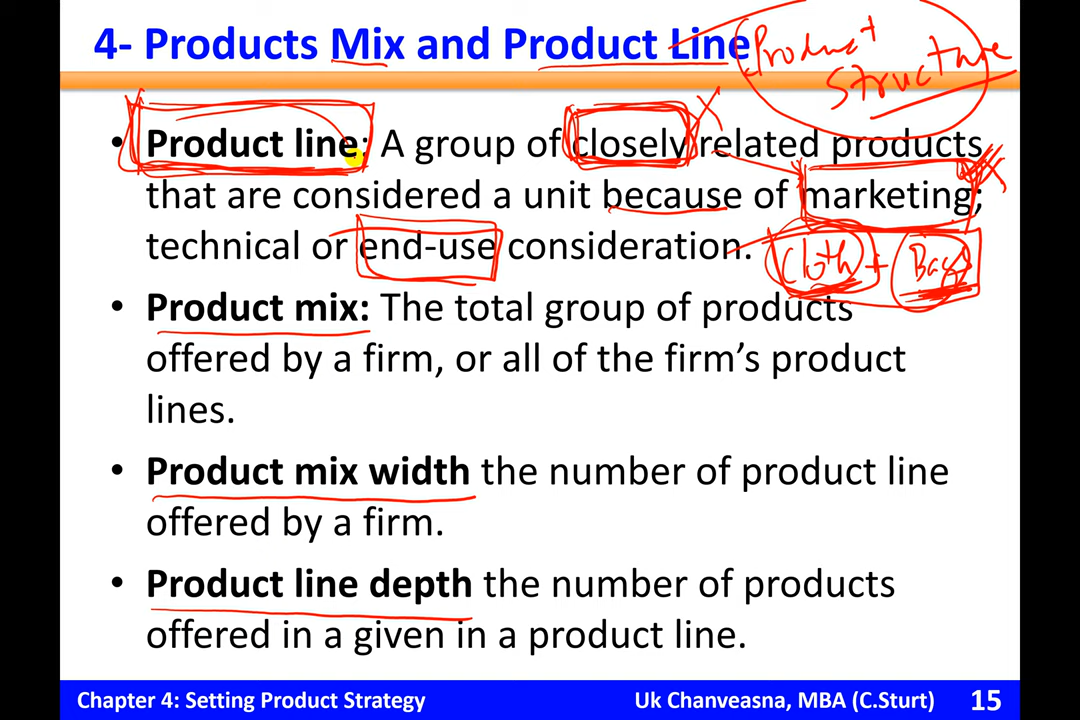 4- Products Mix and Product Line
Product
Structure
• Product line: A group of closely related products
that are considered a unit because of marketing;
technical or end-use consideration.
Cloth + Bags
• Product mix: The total group of products
offered by a firm, or all of the firm's product
lines.
• Product mix width the number of product line
offered by a firm.
• Product line depth the number of products
offered in a given in a product line.
Chapter 4: Setting Product Strategy Uk Chanveasna, MBA (C.Sturt) 15